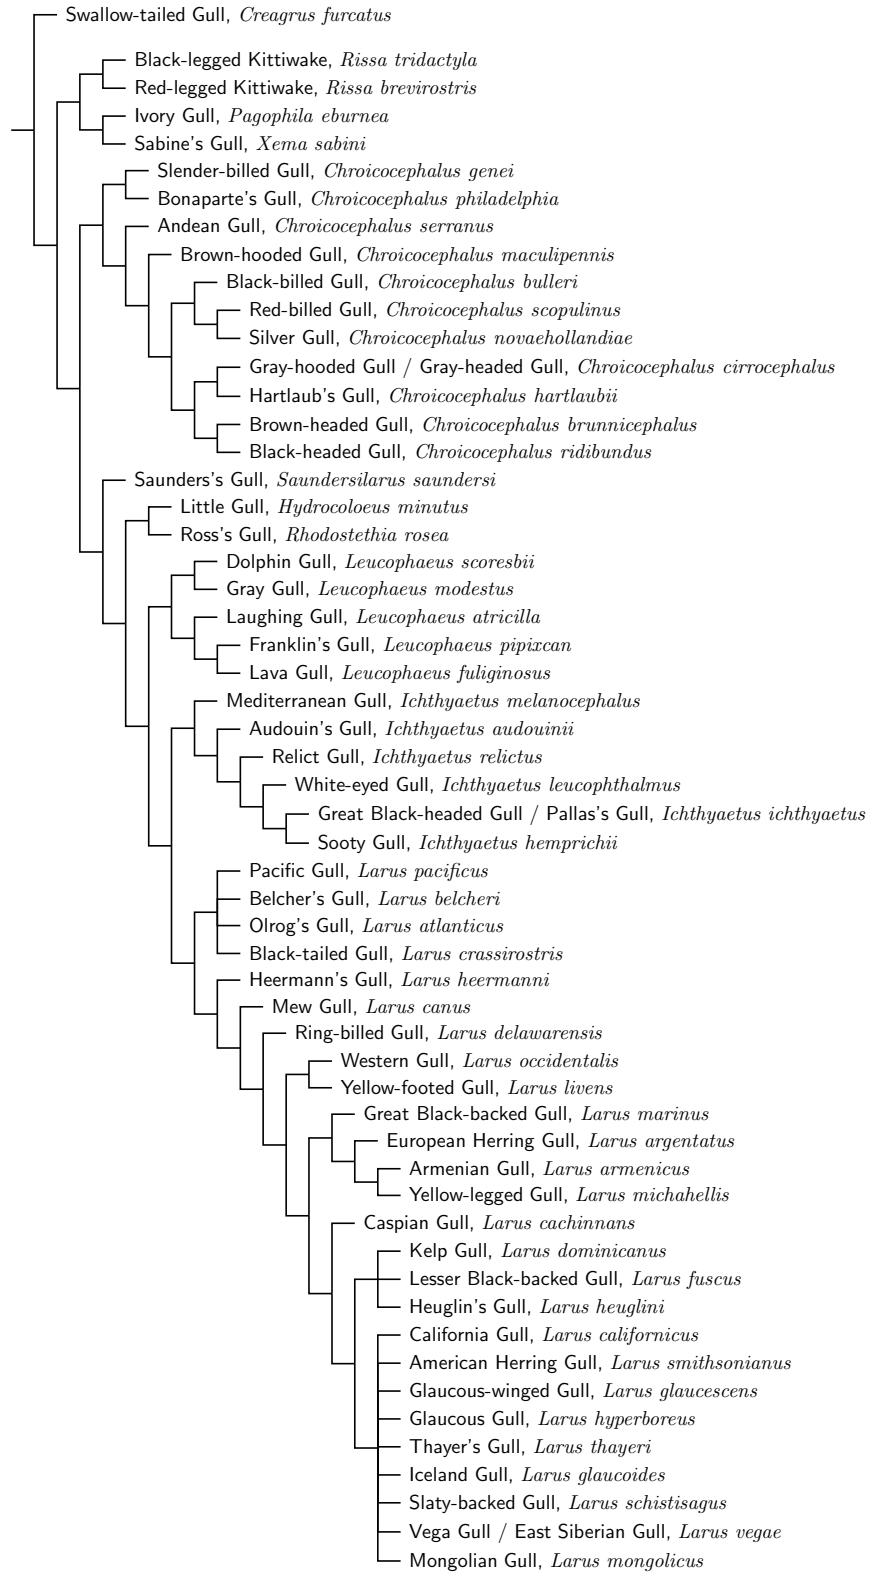 Swallow-tailed Gull, Creagrus furcatus
Black-legged Kittiwake, Rissa tridactyla
Red-legged Kittiwake, Rissa brevirostris
Ivory Gull, Pagophila eburnea
Sabine's Gull, Xema sabini
Slender-billed Gull, Chroicocephalus genei
Bonaparte's Gull, Chroicocephalus philadelphia
Andean Gull, Chroicocephalus serranus
Brown-hooded Gull, Chroicocephalus maculipennis
Black-billed Gull, Chroicocephalus bulleri
Red-billed Gull, Chroicocephalus scopulinus
Silver Gull, Chroicocephalus novaehollandiae
Gray-hooded Gull / Gray-headed Gull, Chroicocephalus cirrocephalus
Hartlaub's Gull, Chroicocephalus hartlaubii
Brown-headed Gull, Chroicocephalus brunnicephalus
Black-headed Gull, Chroicocephalus ridibundus
Saunders's Gull, Saundersilarus saundersi
Little Gull, Hydrocoloeus minutus
Ross's Gull, Rhodostethia rosea
Dolphin Gull, Leucophaeus scoresbii
Gray Gull, Leucophaeus modestus
Laughing Gull, Leucophaeus atricilla
Franklin's Gull, Leucophaeus pipixcan
Lava Gull, Leucophaeus fuliginosus
Mediterranean Gull, Ichthyaetus melanocephalus
Audouin's Gull, Ichthyaetus audouinii
Relict Gull, Ichthyaetus relictus
White-eyed Gull, Ichthyaetus leucophthalmus
Great Black-headed Gull / Pallas's Gull, Ichthyaetus ichthyaetus
Sooty Gull, Ichthyaetus hemprichii
Pacific Gull, Larus pacificus
Belcher's Gull, Larus belcheri
Olrog's Gull, Larus atlanticus
Black-tailed Gull, Larus crassirostris
Heermann's Gull, Larus heermanni
Mew Gull, Larus canus
Ring-billed Gull, Larus delawarensis
Western Gull, Larus occidentalis
Yellow-footed Gull, Larus livens
Great Black-backed Gull, Larus marinus
European Herring Gull, Larus argentatus
Armenian Gull, Larus armenicus
Yellow-legged Gull, Larus michahellis
Caspian Gull, Larus cachinnans
Kelp Gull, Larus dominicanus
Lesser Black-backed Gull, Larus fuscus
Heuglin's Gull, Larus heuglini
California Gull, Larus californicus
American Herring Gull, Larus smithsonianus
Glaucous-winged Gull, Larus glaucescens
Glaucous Gull, Larus hyperboreus
Thayer's Gull, Larus thayeri
Iceland Gull, Larus glaucoides
Slaty-backed Gull, Larus schistisagus
Vega Gull / East Siberian Gull, Larus vegae
Mongolian Gull, Larus mongolicus